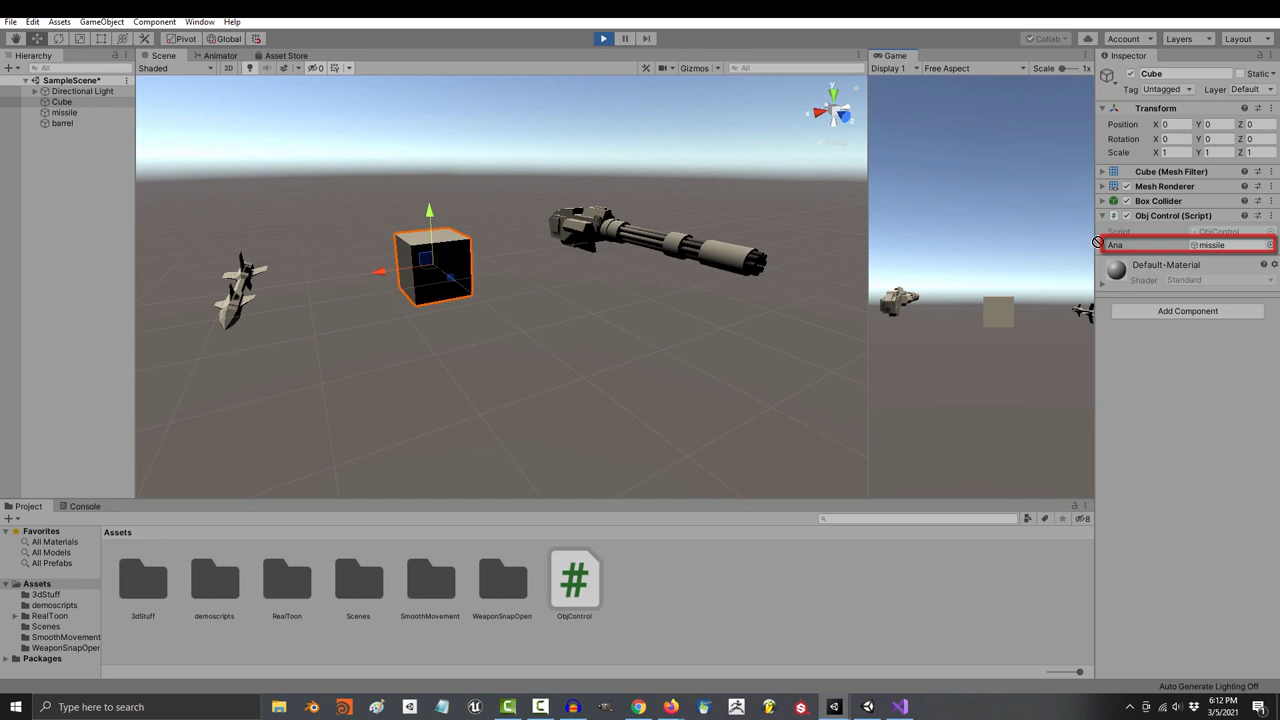 File Edit Assets GameObject Component Window Help
Pivot Global Collab Account Layers Layout
Hierarchy Scene Animator Asset Store Game Inspector
All Shaded 2D 0 Gizmos All Display 1 Free Aspect Scale 1x Cube Static
SampleScene*
Directional Light
Cube
missile
barrel
y
x
z
Tag Untagged Layer Default
Transform
Position X 0 Y 0 Z 0
Rotation X 0 Y 0 Z 0
Scale X 1 Y 1 Z 1
Cube (Mesh Filter)
Mesh Renderer
Box Collider
# Obj Control (Script)
Script ObjControl
Ana missile
Default-Material
Shader Standard
Add Component
Project Console
8
Favorites
All Materials
All Models
All Prefabs
Assets
3dStuff
demoscripts
RealToon
Scenes
SmoothMovement
WeaponSnapOper
Packages
Assets
#
3dStuff demoscripts RealToon Scenes SmoothMovement WeaponSnapOpen ObjControl
Auto Generate Lighting Off
Type here to search
6:12 PM
3/5/2021